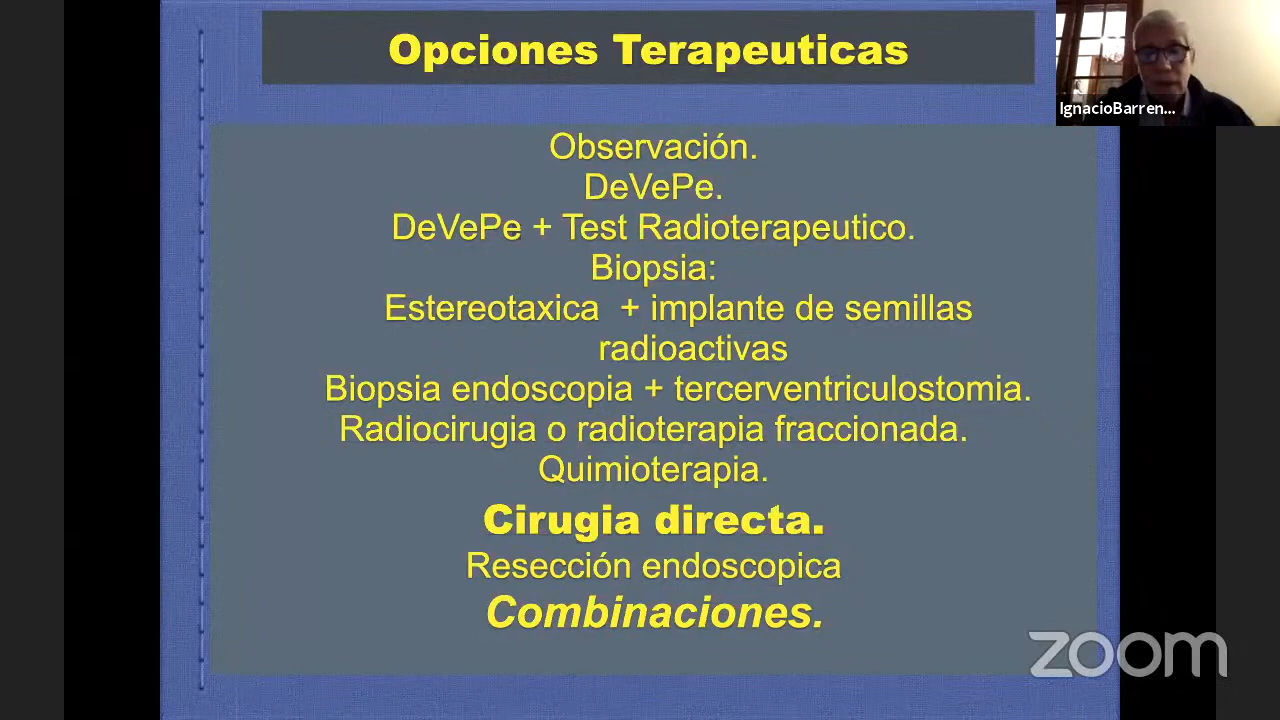 Opciones Terapeuticas
IgnacioBarren...
Observación.
DeVePe.
DeVePe + Test Radioterapeutico.
Biopsia:
Estereotaxica + implante de semillas
radioactivas
Biopsia endoscopia + tercerventriculostomia.
Radiocirugia o radioterapia fraccionada.
Quimioterapia.
Cirugia directa.
Resección endoscopica
Combinaciones.
zoom